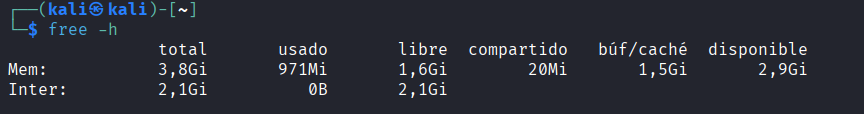 ┌──(kali㉿kali)-[~]
└─$ free -h
total usado libre compartido búf/caché disponible
Mem: 3,8Gi 971Mi 1,6Gi 20Mi 1,5Gi 2,9Gi
Inter: 2,1Gi 0B 2,1Gi